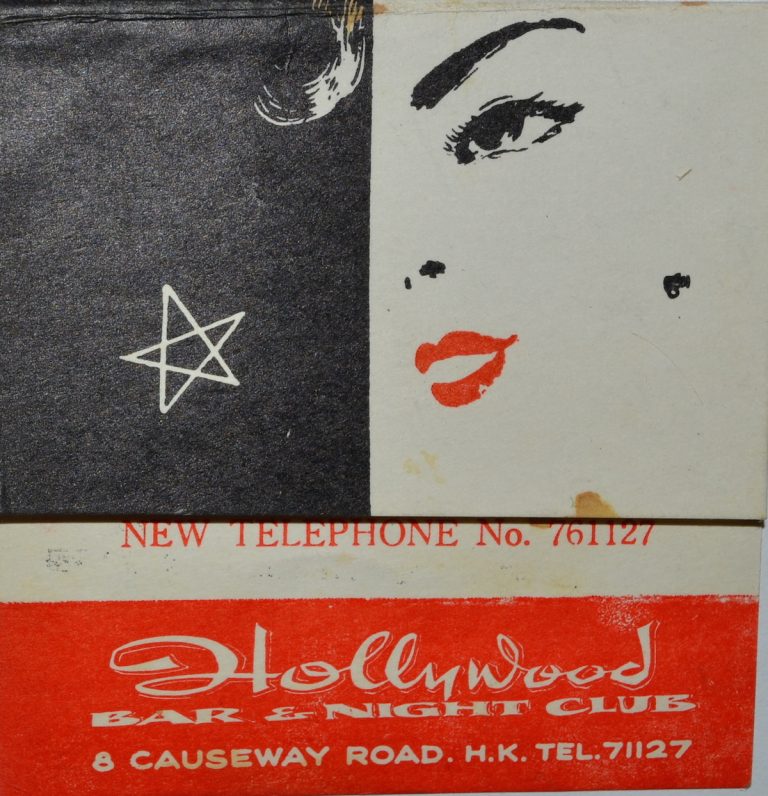 NEW TELEPHONE No. 761127
Hollywood
BAR & NIGHT CLUB
8 CAUSEWAY ROAD. H.K. TEL.71127